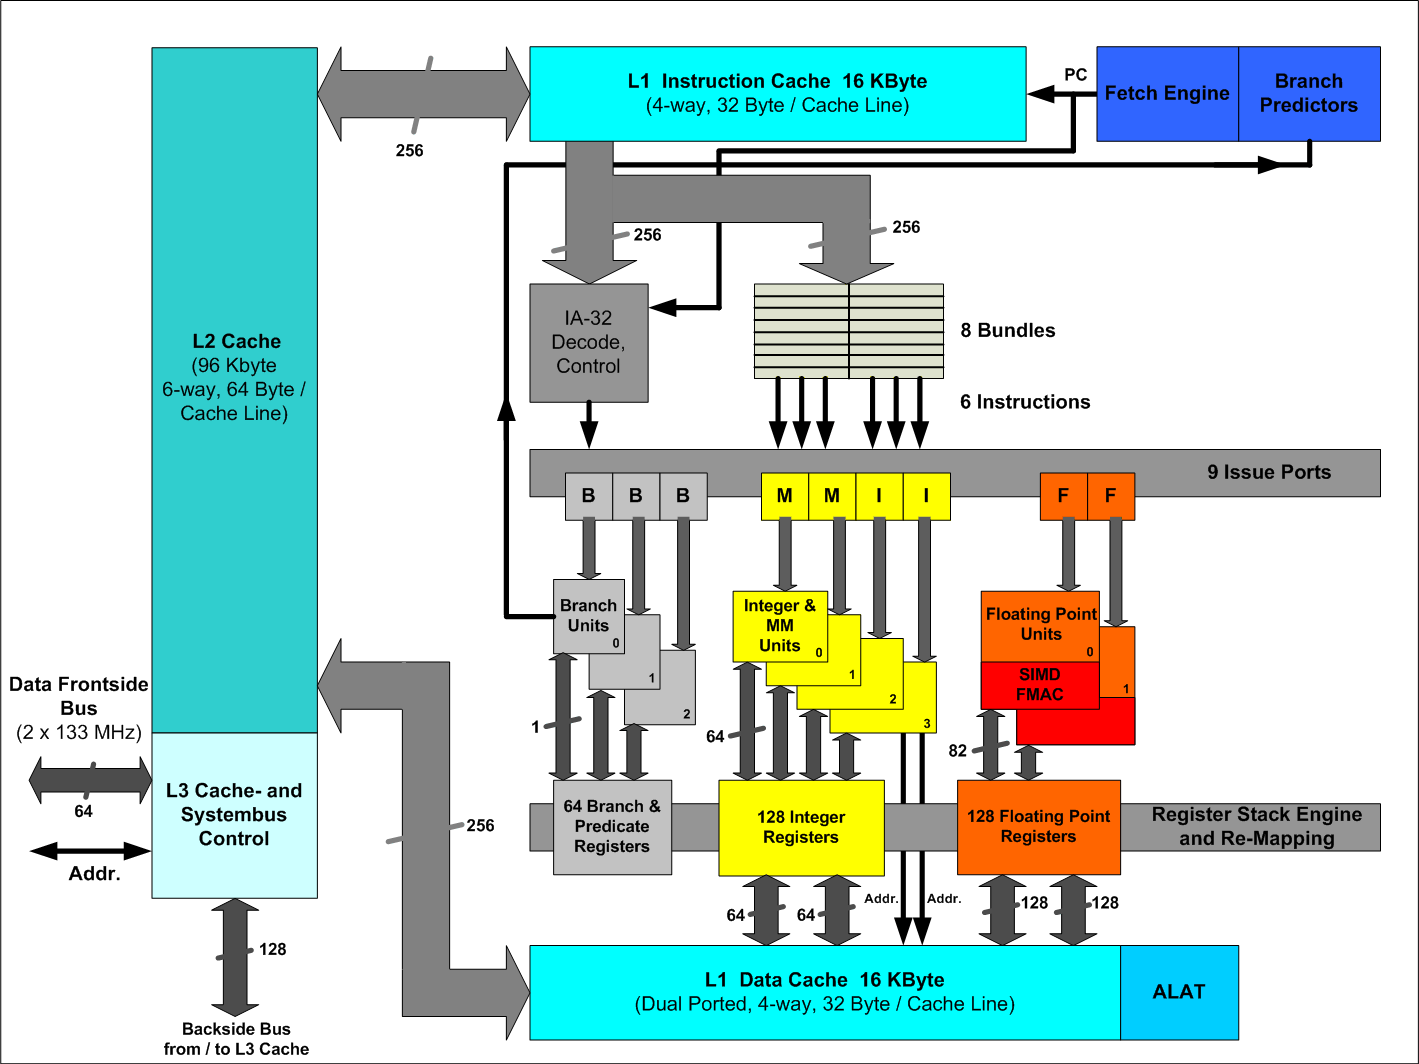 L1 Instruction Cache 16 KByte
(4-way, 32 Byte / Cache Line)
PC
Fetch Engine
Branch
Predictors
256
256
256
IA-32
Decode,
Control
8 Bundles
6 Instructions
L2 Cache
(96 Kbyte
6-way, 64 Byte /
Cache Line)
9 Issue Ports
B
B
B
M
M
I
I
F
F
Branch
Units
0
1
2
Integer &
MM
Units
0
1
2
3
Floating Point
Units
0
SIMD
FMAC
1
1
64
82
Data Frontside
Bus
(2 x 133 MHz)
64
Addr.
L3 Cache- and
Systembus
Control
256
64 Branch &
Predicate
Registers
128 Integer
Registers
128 Floating Point
Registers
Register Stack Engine
and Re-Mapping
64
64
Addr.
Addr.
128
128
128
Backside Bus
from / to L3 Cache
L1 Data Cache 16 KByte
(Dual Ported, 4-way, 32 Byte / Cache Line)
ALAT